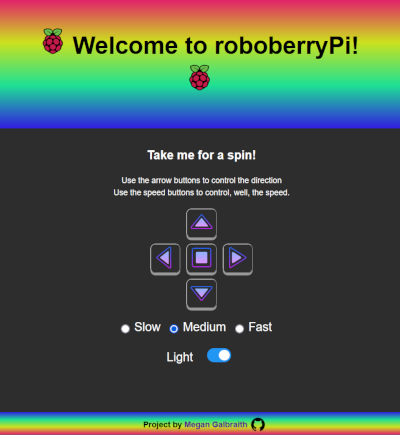 Welcome to roboberryPi!
Take me for a spin!
Use the arrow buttons to control the direction
Use the speed buttons to control, well, the speed.
Slow Medium Fast
Light
Project by Megan Galbraith